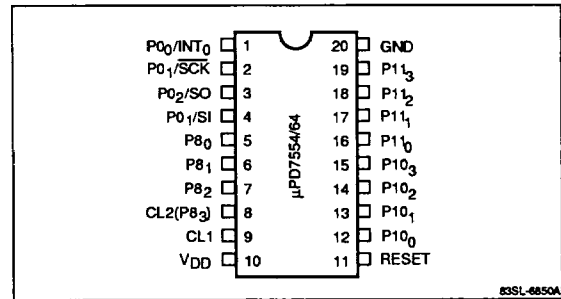 P0₀/INT₀ 1 20 GND
P0₁/SCK 2 19 P11₃
P0₂/SO 3 18 P11₂
P0₁/SI 4 17 P11₁
P8₀ 5 16 P11₀
P8₁ 6 15 P10₃
P8₂ 7 14 P10₂
CL2(P8₃) 8 13 P10₁
CL1 9 12 P10₀
VDD 10 11 RESET
µPD7554/64
83SL-6850A